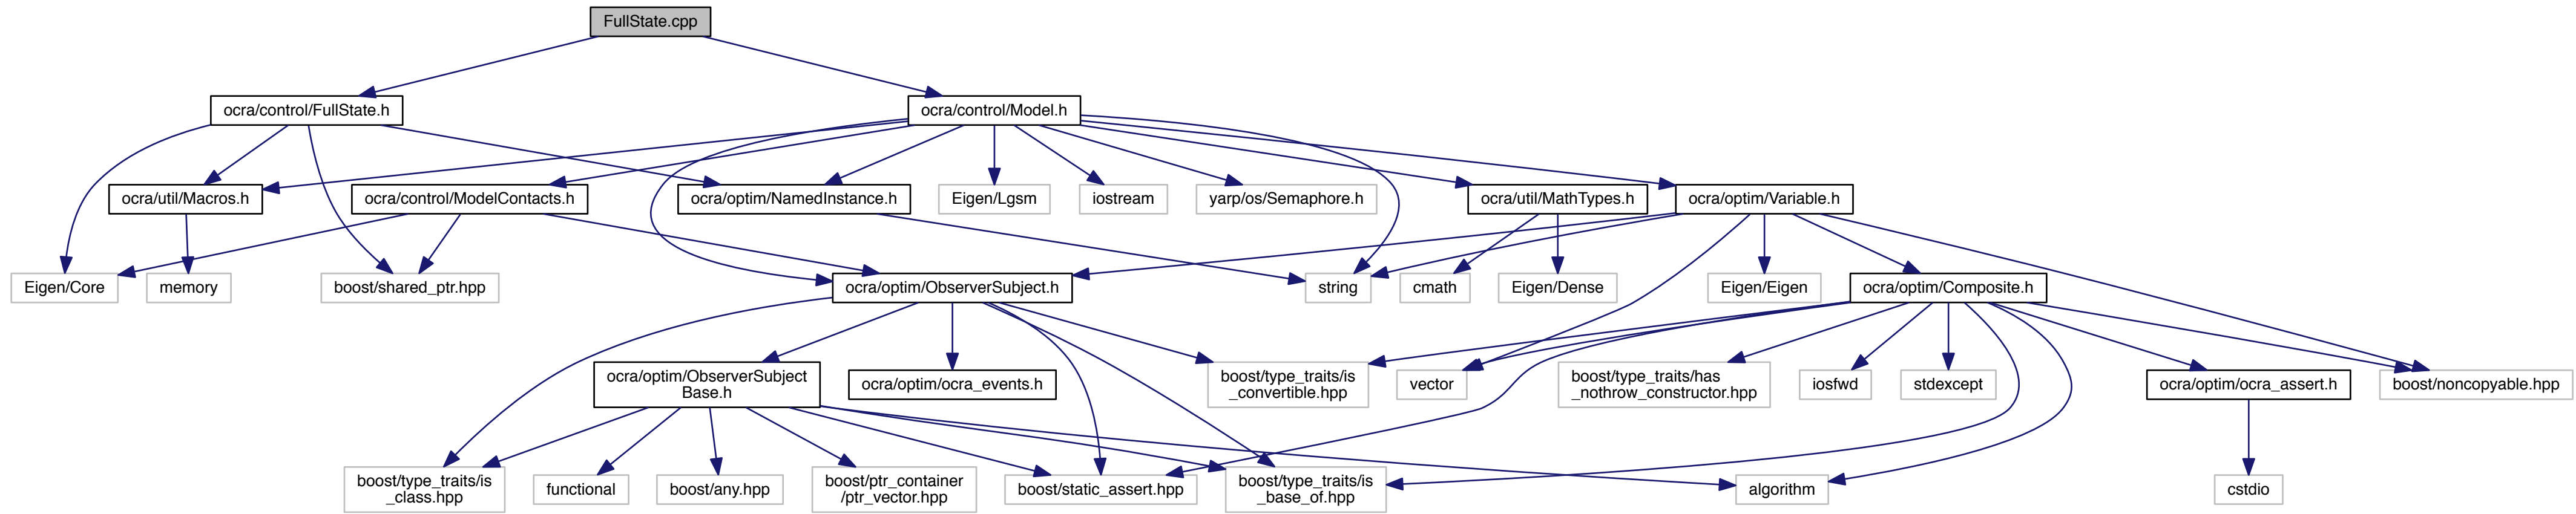 FullState.cpp
ocra/control/FullState.h
ocra/control/Model.h
ocra/util/Macros.h
ocra/control/ModelContacts.h
ocra/optim/NamedInstance.h
Eigen/Lgsm
iostream
yarp/os/Semaphore.h
ocra/util/MathTypes.h
ocra/optim/Variable.h
Eigen/Core
memory
boost/shared_ptr.hpp
ocra/optim/ObserverSubject.h
string
cmath
Eigen/Dense
Eigen/Eigen
ocra/optim/Composite.h
ocra/optim/ObserverSubject
Base.h
ocra/optim/ocra_events.h
boost/type_traits/is
_convertible.hpp
vector
boost/type_traits/has
_nothrow_constructor.hpp
iosfwd
stdexcept
ocra/optim/ocra_assert.h
boost/noncopyable.hpp
boost/type_traits/is
_class.hpp
functional
boost/any.hpp
boost/ptr_container
/ptr_vector.hpp
boost/static_assert.hpp
boost/type_traits/is
_base_of.hpp
algorithm
cstdio